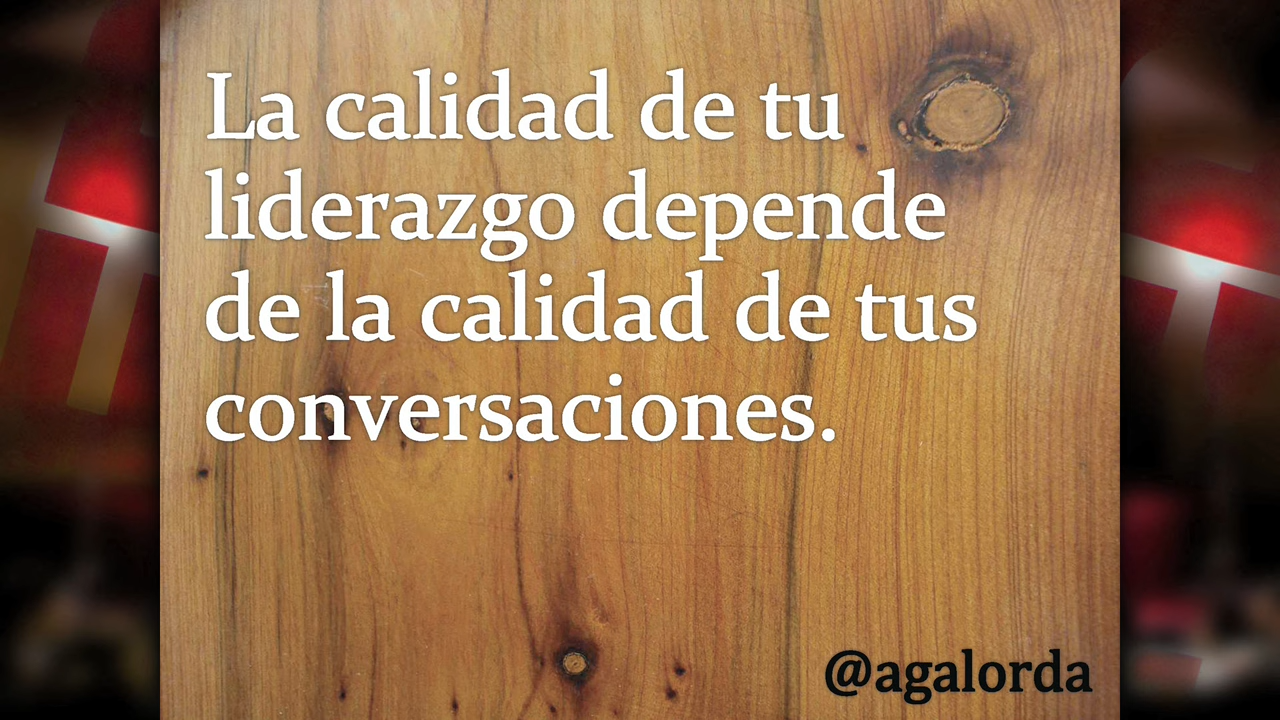 La calidad de tu
liderazgo depende
de la calidad de tus
conversaciones.
@agalorda